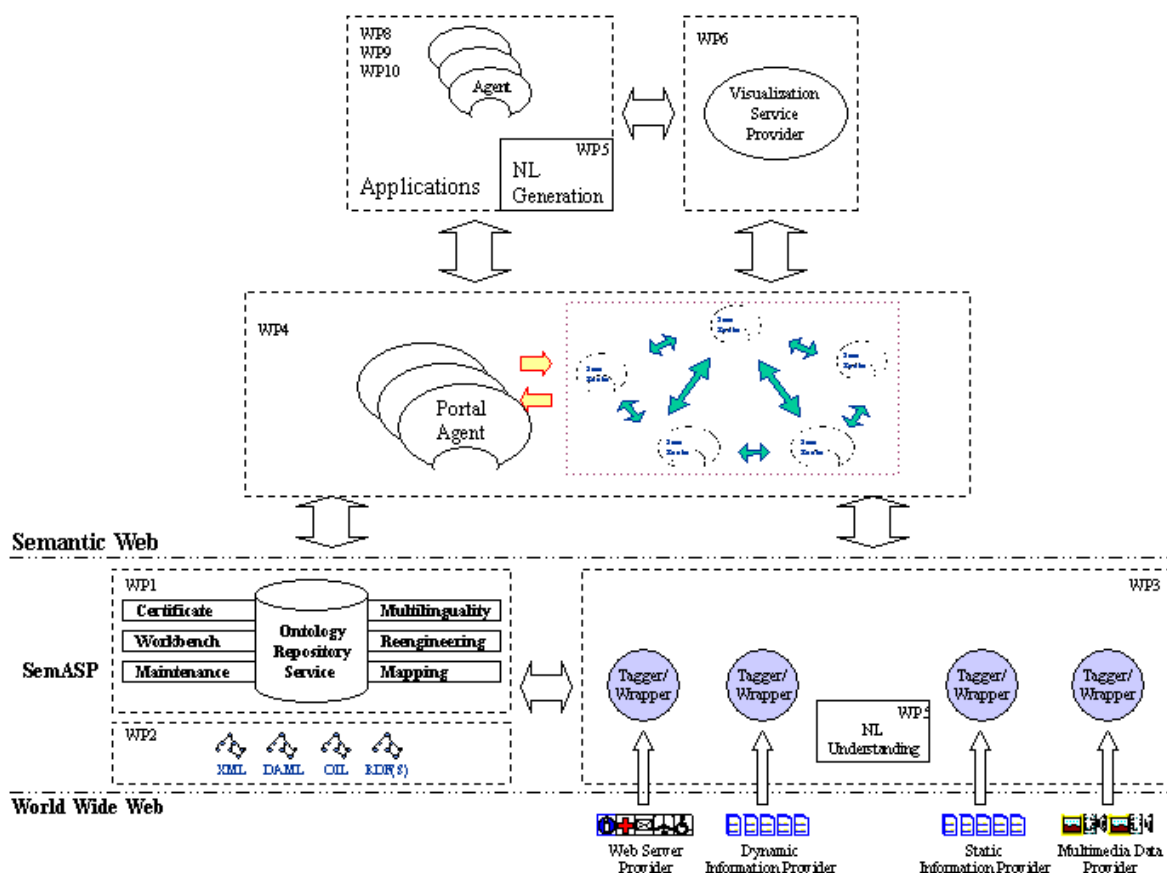 WP8
WP9
WP10
Agent
WP5
NL
Generation
Applications
WP6
Visualization
Service
Provider
WP4
Portal
Agent
Semantic Web
SemASP
WP1
Certificate
Workbench
Maintenance
Ontology
Repository
Service
Multilinguality
Reengineering
Mapping
WP2
XML DAML OIL RDF(S)
WP3
Tagger/
Wrapper
Tagger/
Wrapper
WP5
NL
Understanding
Tagger/
Wrapper
Tagger/
Wrapper
World Wide Web
Web Server
Provider
Dynamic
Information Provider
Static
Information Provider
Multimedia Data
Provider